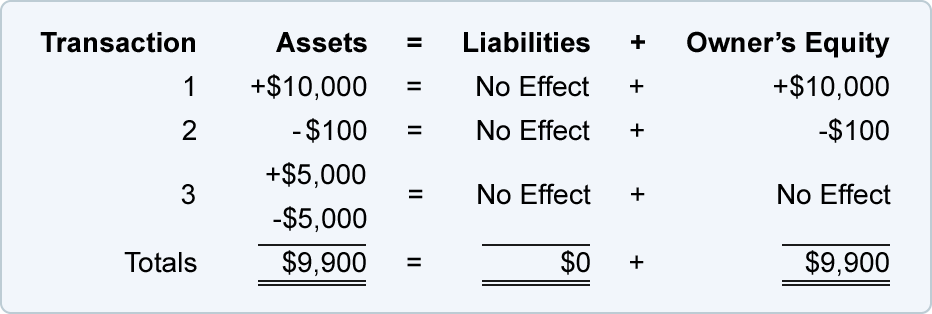 Transaction Assets = Liabilities + Owner’s Equity
1 +$10,000 = No Effect + +$10,000
2 -$100 = No Effect + -$100
+$5,000
3 = No Effect + No Effect
-$5,000
Totals $9,900 = $0 + $9,900